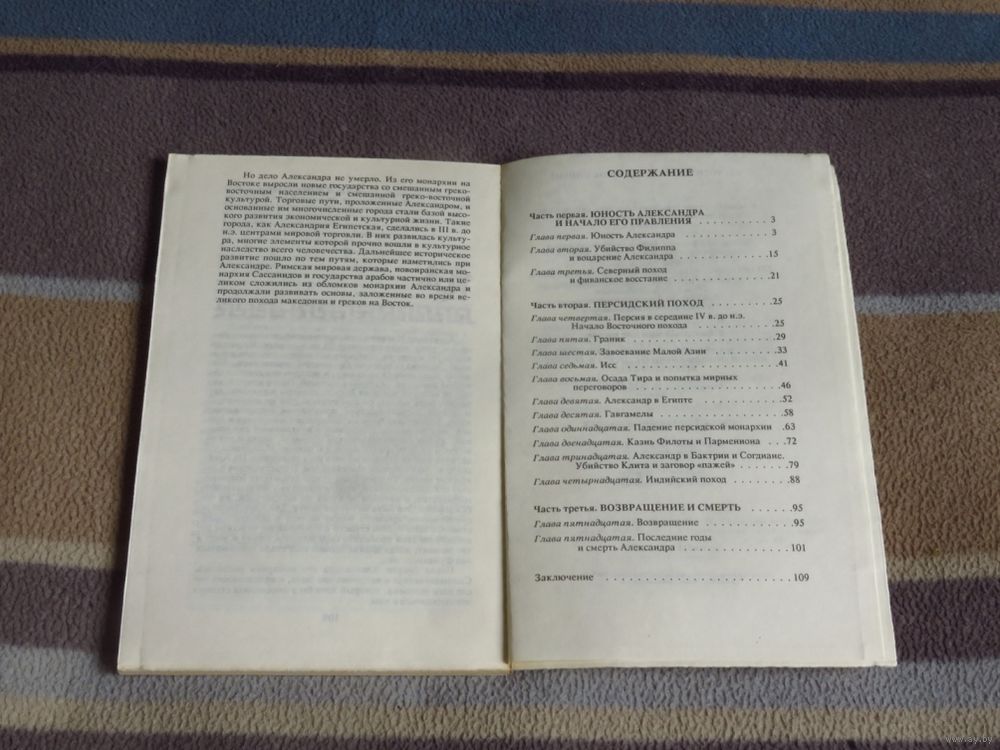 Но дело Александра не умерло. Из его монархии на
Востоке выросли новые государства со смешанным греко-
восточным населением и смешанной греко-восточной
культурой. Торговые пути, проложенные Александром, и
основанные им многочисленные города стали базой высо-
кого развития экономической и культурной жизни. Такие
города, как Александрия Египетская, сделались в III в. до
н.э. центрами мировой торговли. В них развилась культу-
ра, многие элементы которой прочно вошли в культурное
наследство всего человечества. Дальнейшее историческое
развитие пошло по тем путям, которые наметились при
Александре. Римская мировая держава, новоиранская мо-
нархия Сассанидов и государства арабов частично или це-
ликом сложились из обломков монархии Александра и
продолжали развивать основы, заложенные во время ве-
ликого похода македонян и греков на Восток.
СОДЕРЖАНИЕ
Часть первая. ЮНОСТЬ АЛЕКСАНДРА
И НАЧАЛО ЕГО ПРАВЛЕНИЯ . . . . . . . . . 3
Глава первая. Юность Александра . . . . . . . . . . . 3
Глава вторая. Убийство Филиппа
и воцарение Александра . . . . . . . . . . .15
Глава третья. Северный поход
и фиванское восстание . . . . . . . . . . . .21
Часть вторая. ПЕРСИДСКИЙ ПОХОД . . . . . . . . .25
Глава четвертая. Персия в середине IV в. до н.э.
Начало Восточного похода . . . . . . . . .25
Глава пятая. Граник . . . . . . . . . . . . . . . . . . .29
Глава шестая. Завоевание Малой Азии . . . . . . . . .33
Глава седьмая. Исс . . . . . . . . . . . . . . . . . . . .41
Глава восьмая. Осада Тира и попытка мирных
переговоров . . . . . . . . . . . . . . . . .46
Глава девятая. Александр в Египте . . . . . . . . . . .52
Глава десятая. Гавгамелы . . . . . . . . . . . . . . . .58
Глава одиннадцатая. Падение персидской монархии .63
Глава двенадцатая. Казнь Филоты и Пармениона . . .72
Глава тринадцатая. Александр в Бактрии и Согдиане.
Убийство Клита и заговор «пажей» . . . . . .79
Глава четырнадцатая. Индийский поход . . . . . . .88
Часть третья. ВОЗВРАЩЕНИЕ И СМЕРТЬ . . . . . .95
Глава пятнадцатая. Возвращение . . . . . . . . . . .95
Глава пятнадцатая. Последние годы
и смерть Александра . . . . . . . . . . . . 101
Заключение . . . . . . . . . . . . . . . . . . . . . . .109
www.ay.by